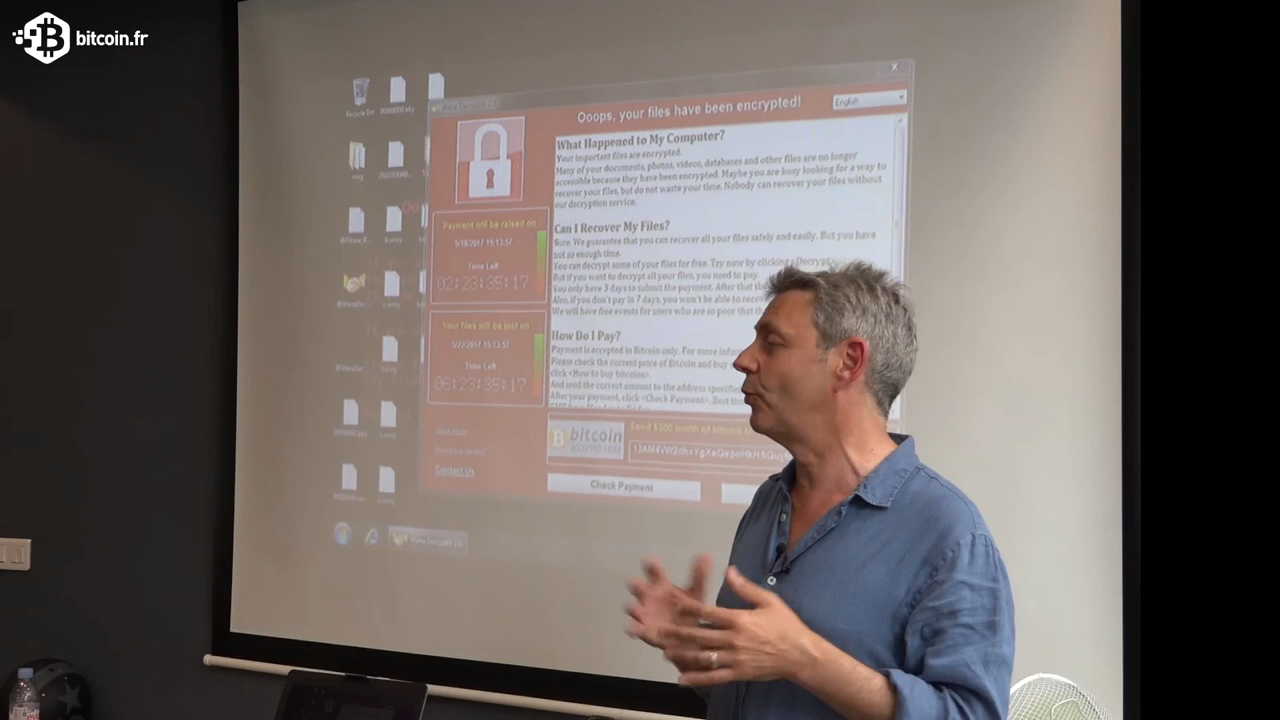 bitcoin.fr
Ooops, your files have been encrypted!
English
What Happened to My Computer?
Your important files are encrypted.
Many of your documents, photos, videos, databases and other files are no longer
accessible because they have been encrypted. Maybe you are busy looking for a way to
recover your files, but do not waste your time. Nobody can recover your files without
our decryption service.
Payment will be raised on
5/18/2017 15:13:57
Time Left
02:23:35:17
Can I Recover My Files?
Sure. We guarantee that you can recover all your files safely and easily. But you have
not so enough time.
You can decrypt some of your files for free. Try now by clicking <Decrypt
But if you want to decrypt all your files, you need to pay.
You only have 3 days to submit the payment. After that the
Also, if you don't pay in 7 days, you won't be able to reco
We will have free events for users who are so poor that th
Your files will be lost on
5/22/2017 15:13:57
Time Left
06:23:35:17
How Do I Pay?
Payment is accepted in Bitcoin only. For more infor
Please check the current price of Bitcoin and buy
click <How to buy bitcoins>.
And send the correct amount to the address specified
After your payment, click <Check Payment>. Best tim
bitcoin
ACCEPTED HERE
Send $300 worth of bitcoin
Contact Us
Check Payment
Recycle Bin